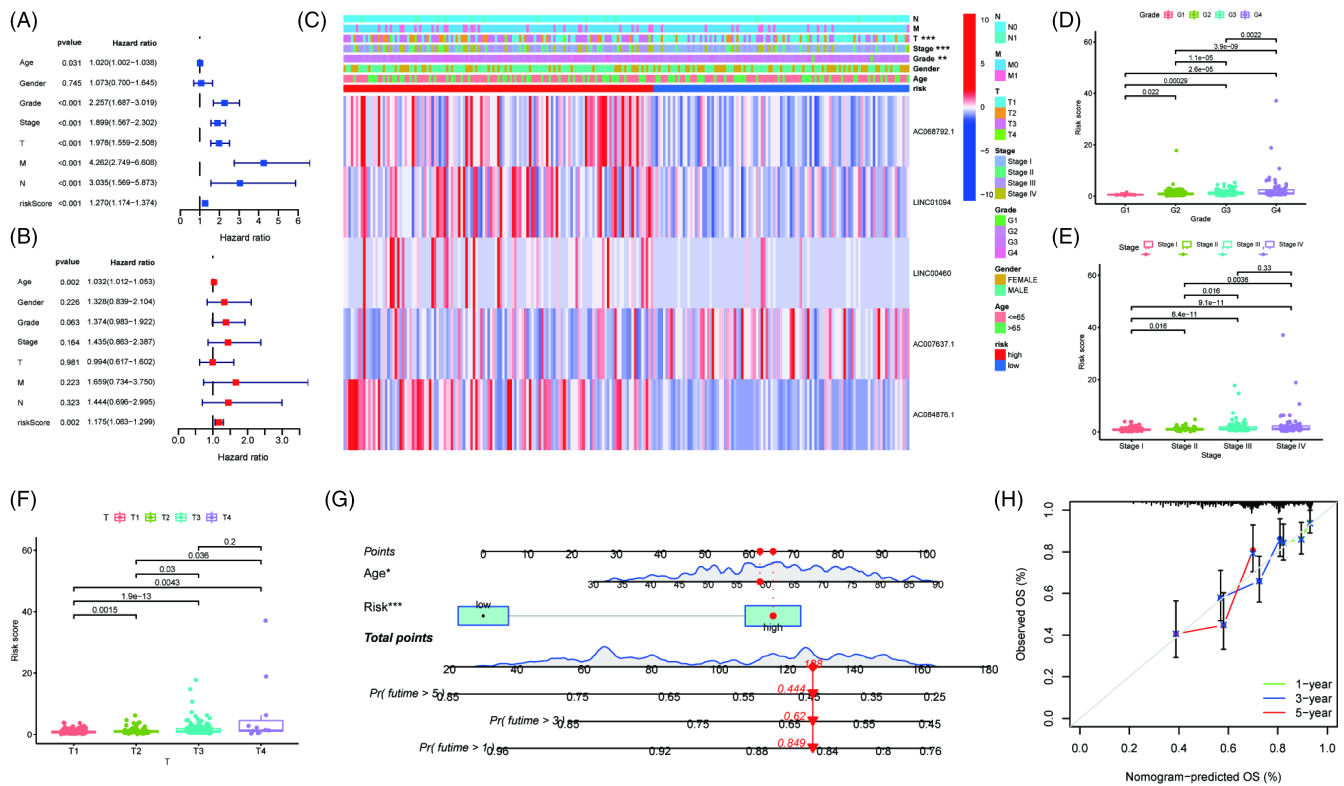 (A)
pvalue Hazard ratio
Age 0.031 1.020(1.002−1.038)
Gender 0.745 1.073(0.700−1.645)
Grade <0.001 2.257(1.687−3.019)
Stage <0.001 1.899(1.567−2.302)
T <0.001 1.978(1.559−2.508)
M <0.001 4.262(2.749−6.608)
N <0.001 3.035(1.569−5.873)
riskScore <0.001 1.270(1.174−1.374)
0 1 2 3 4 5 6
Hazard ratio
(B)
pvalue Hazard ratio
Age 0.002 1.032(1.012−1.053)
Gender 0.226 1.328(0.839−2.104)
Grade 0.063 1.374(0.983−1.922)
Stage 0.164 1.435(0.863−2.387)
T 0.981 0.994(0.617−1.602)
M 0.223 1.659(0.734−3.750)
N 0.323 1.444(0.696−2.995)
riskScore 0.002 1.175(1.063−1.299)
0.0 1.0 2.0 3.0
Hazard ratio
(C)
N
M
T ***
Stage ***
Grade **
Gender
Age
risk
AC068792.1
LINC01094
LINC00460
AC007637.1
AC084876.1
10
5
0
−5
−10
N
N0
N1
M
M0
M1
T
T1
T2
T3
T4
Stage
Stage I
Stage II
Stage III
Stage IV
Grade
G1
G2
G3
G4
Gender
FEMALE
MALE
Age
<=65
>65
risk
high
low
(D)
Grade G1 G2 G3 G4
0.0022
3.9e−09
1.1e−05
2.6e−05
0.00029
0.022
Risk score
60
40
20
0
G1 G2 G3 G4
Grade
(E)
Stage Stage I Stage II Stage III Stage IV
0.33
0.0036
0.016
9.1e−11
6.4e−11
0.016
Risk score
60
40
20
0
Stage I Stage II Stage III Stage IV
Stage
(F)
T T1 T2 T3 T4
0.2
0.036
0.03
0.0043
1.9e−13
0.0015
Risk score
60
40
20
0
T1 T2 T3 T4
T
(G)
Points
0 10 20 30 40 50 60 70 80 90 100
Age*
30 35 40 45 50 55 60 65 70 75 80 85 90
Risk***
low
high
Total points
20 40 60 80 100 120 140 160 180
128
Pr( futime > 5)
0.85 0.75 0.65 0.55 0.45 0.35 0.25
0.444
Pr( futime > 3)
0.85 0.75 0.65 0.55 0.45
0.62
Pr( futime > 1)
0.96 0.92 0.88 0.84 0.8 0.76
0.849
(H)
Observed OS (%)
1.0
0.8
0.6
0.4
0.2
0.0
1−year
3−year
5−year
0.0 0.2 0.4 0.6 0.8 1.0
Nomogram−predicted OS (%)